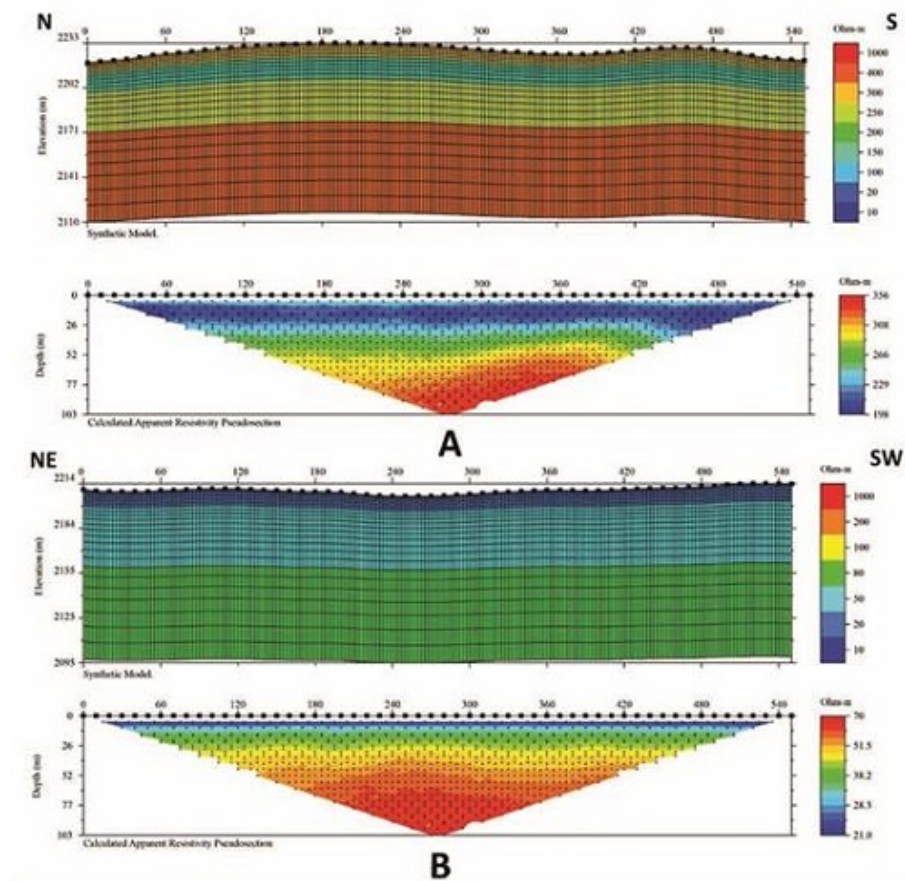 N S
0 60 120 180 240 300 360 420 480 540 Ohm-m
2233
2202
2171
2141
2110
Elevation (m)
1000
400
300
250
200
150
100
20
10
Synthetic Model.
0 60 120 180 240 300 360 420 480 540 Ohm-m
0
26
52
77
103
Depth (m)
356
308
266
229
198
Calculated Apparent Resistivity Pseudosection
A
NE SW
0 60 120 180 240 300 360 420 480 540 Ohm-m
2214
2184
2155
2125
2095
Elevation (m)
1000
200
100
80
50
20
10
Synthetic Model.
0 60 120 180 240 300 360 420 480 540 Ohm-m
0
26
52
77
103
Depth (m)
70
51.5
38.2
28.3
21.0
Calculated Apparent Resistivity Pseudosection
B